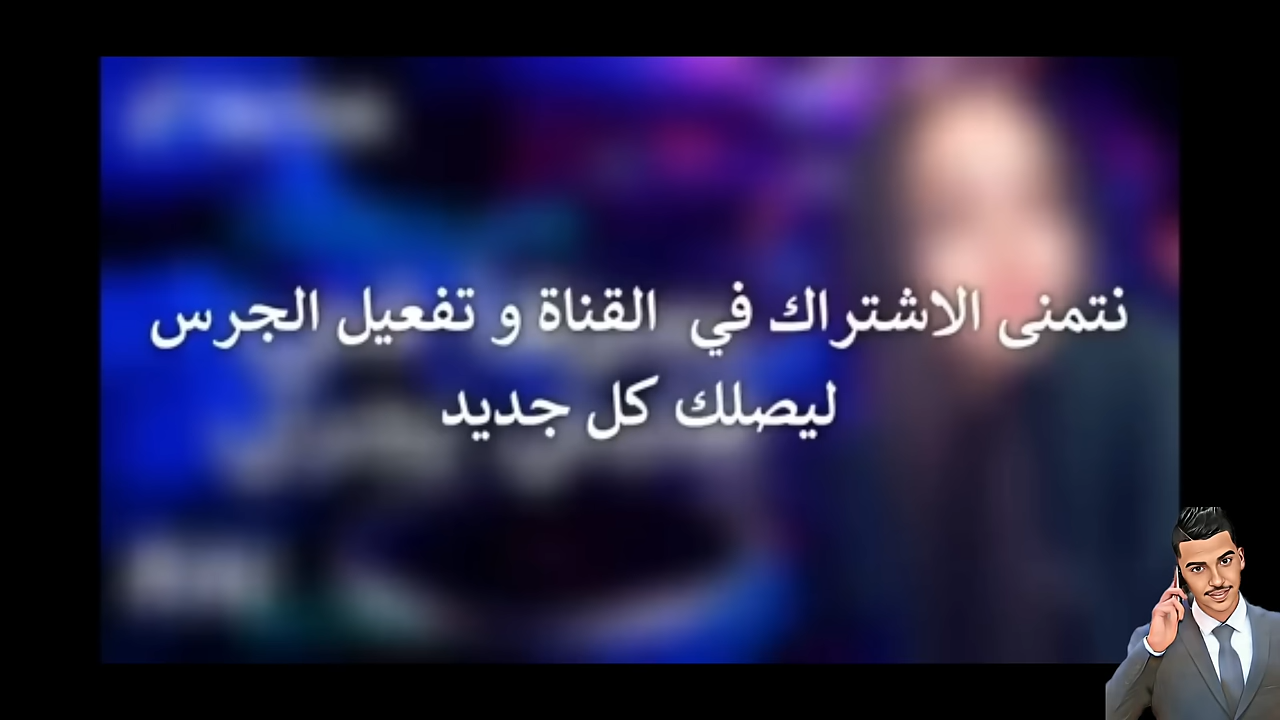 نتمنى الاشتراك في القناة و تفعيل الجرس
ليصلك كل جديد